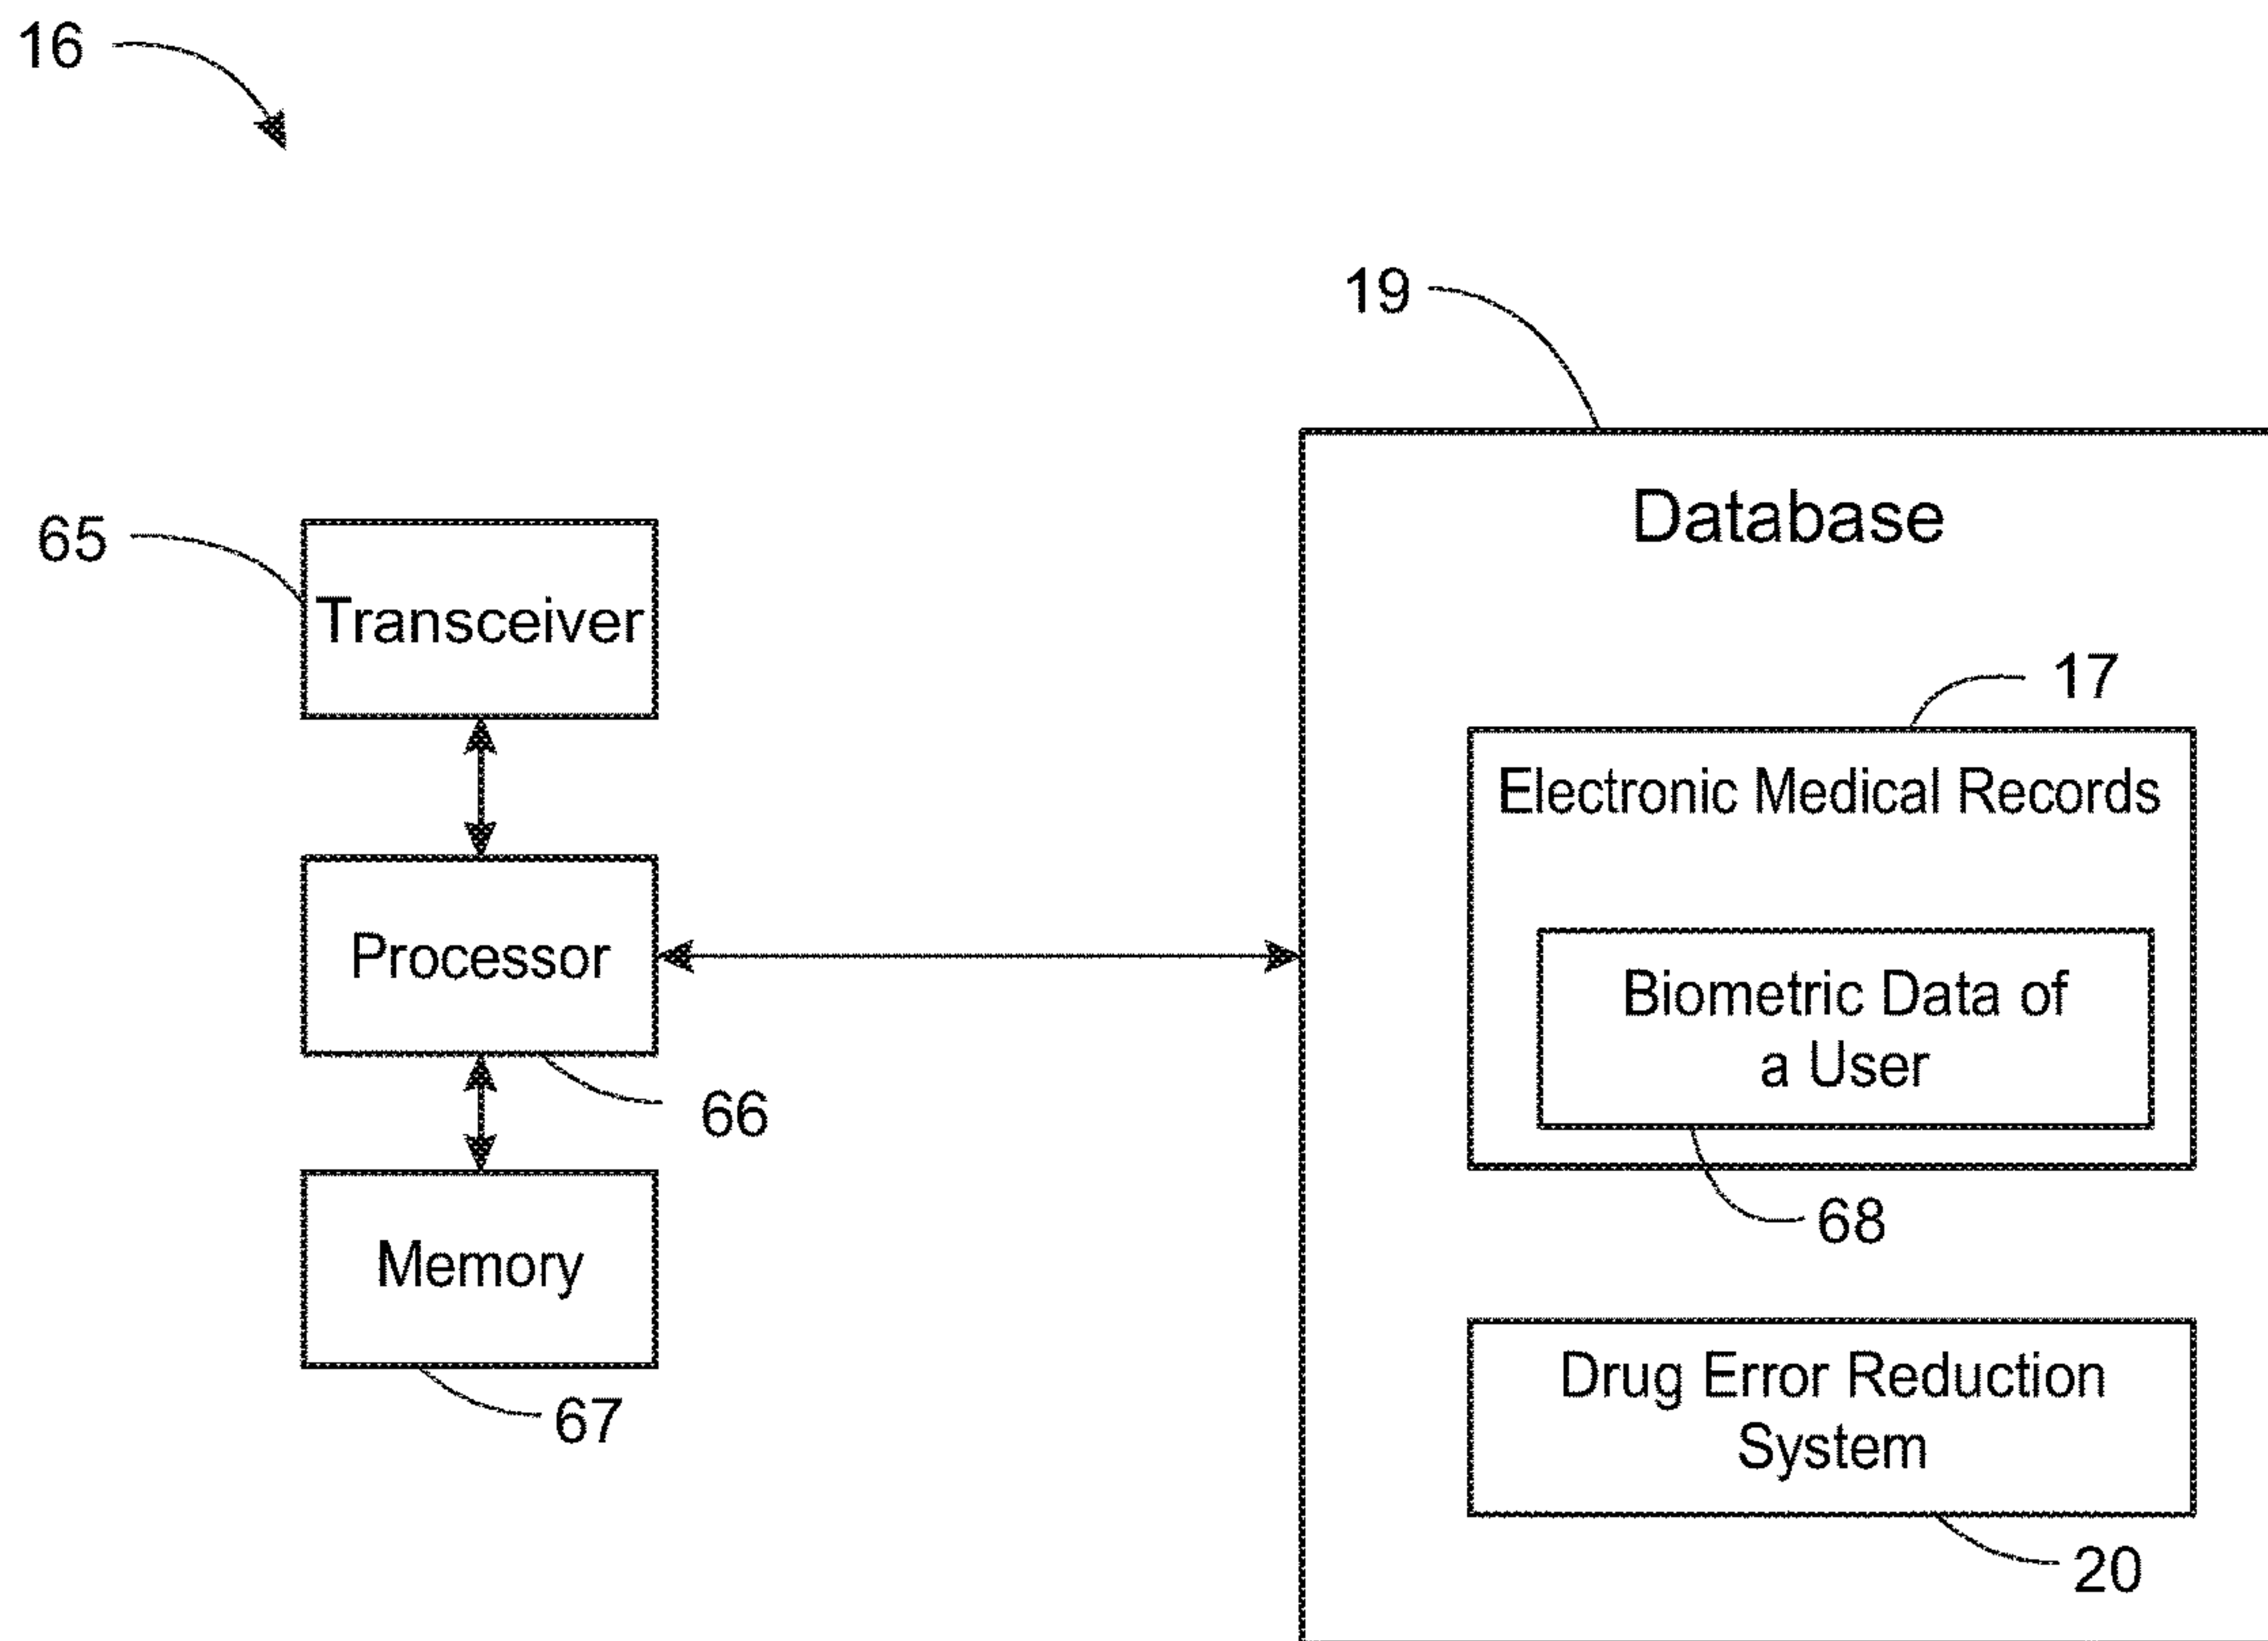 16
19
Database
65
Transceiver
17
Electronic Medical Records
Processor
Biometric Data of
a User
66
68
Memory
Drug Error Reduction
System
67
20